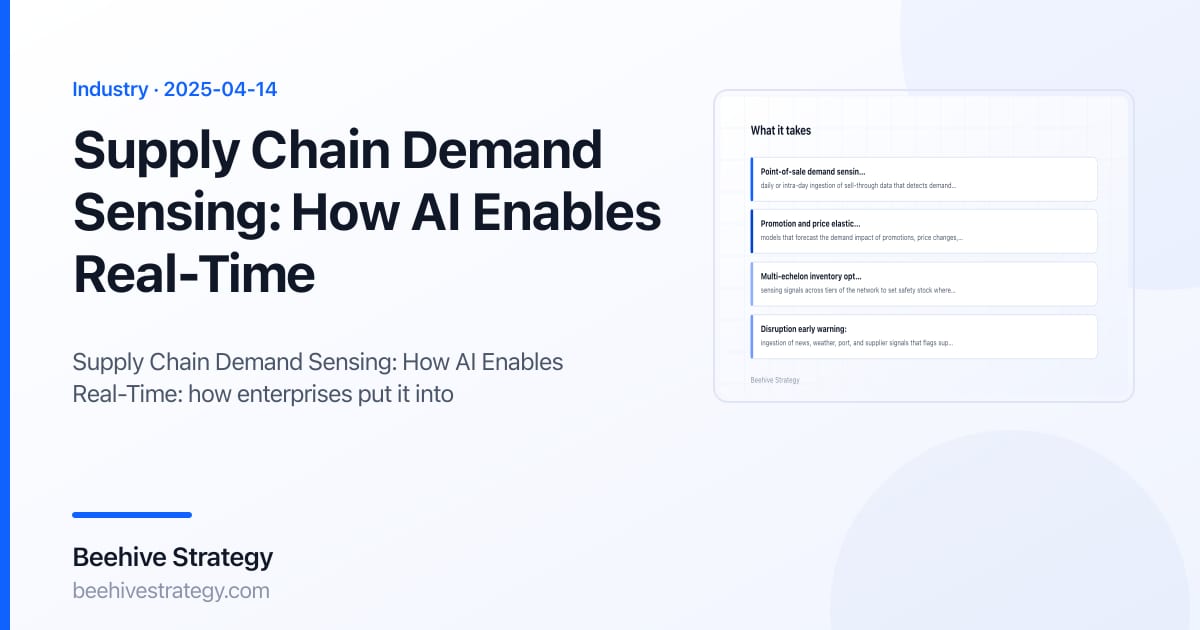 Industry · 2025-04-14
Supply Chain Demand
Sensing: How AI Enables
Real-Time
Supply Chain Demand Sensing: How AI Enables
Real-Time: how enterprises put it into
Beehive Strategy
beehivestrategy.com
What it takes
Point-of-sale demand sensin...
daily or intra-day ingestion of sell-through data that detects demand...
Promotion and price elastic...
models that forecast the demand impact of promotions, price changes,...
Multi-echelon inventory opt...
sensing signals across tiers of the network to set safety stock where...
Disruption early warning:
ingestion of news, weather, port, and supplier signals that flags sup...
Beehive Strategy